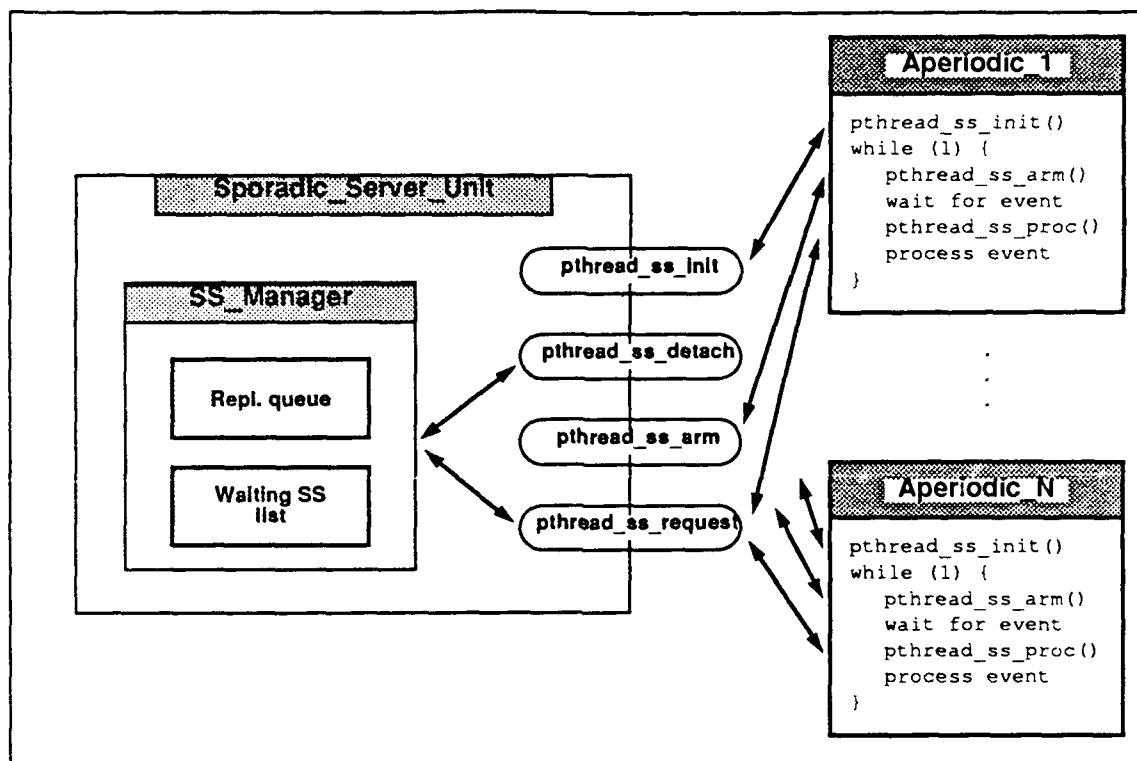 Sporadic_Server_Unit
SS_Manager
Repl. queue
Waiting SS
list
pthread_ss_init
pthread_ss_detach
pthread_ss_arm
pthread_ss_request
Aperiodic_1
pthread_ss_init()
while (1) {
pthread_ss_arm()
wait for event
pthread_ss_proc()
process event
}
Aperiodic_N
pthread_ss_init()
while (1) {
pthread_ss_arm()
wait for event
pthread_ss_proc()
process event
}